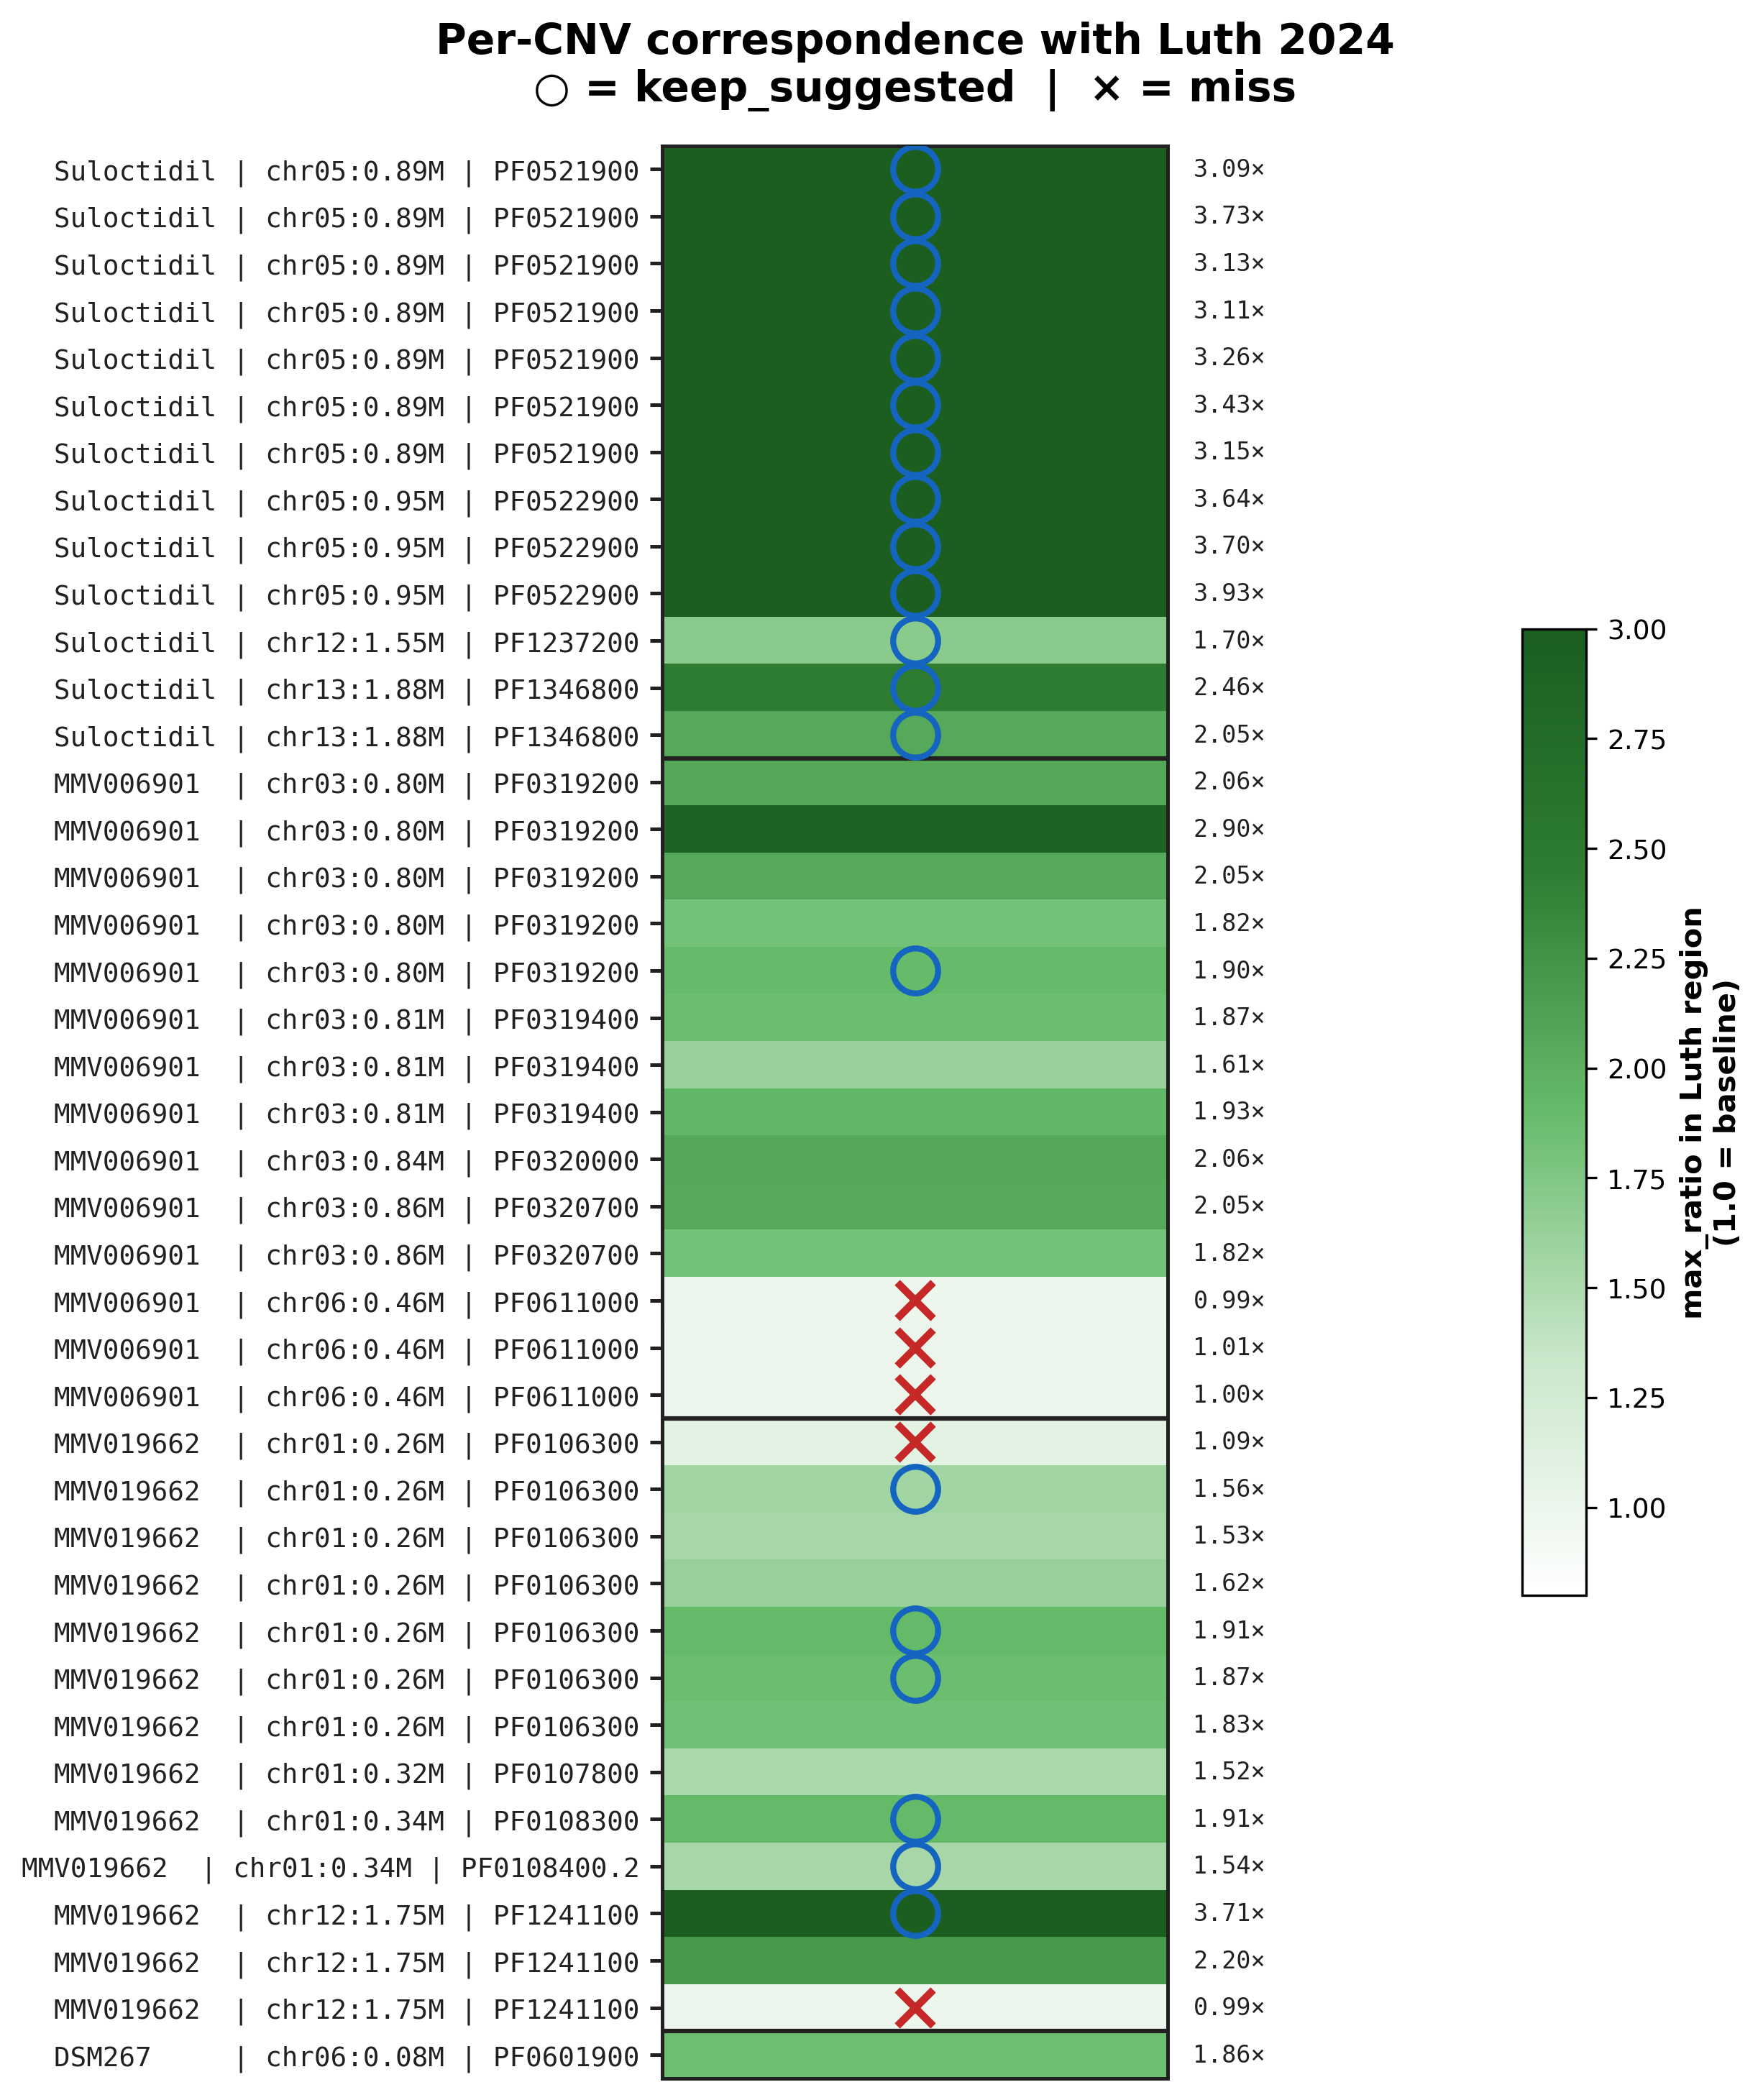 Per-CNV correspondence with Luth 2024
○ = keep_suggested | × = miss
Suloctidil | chr05:0.89M | PF0521900 3.09×
Suloctidil | chr05:0.89M | PF0521900 3.73×
Suloctidil | chr05:0.89M | PF0521900 3.13×
Suloctidil | chr05:0.89M | PF0521900 3.11×
Suloctidil | chr05:0.89M | PF0521900 3.26×
Suloctidil | chr05:0.89M | PF0521900 3.43×
Suloctidil | chr05:0.89M | PF0521900 3.15×
Suloctidil | chr05:0.95M | PF0522900 3.64×
Suloctidil | chr05:0.95M | PF0522900 3.70×
Suloctidil | chr05:0.95M | PF0522900 3.93×
Suloctidil | chr12:1.55M | PF1237200 1.70×
Suloctidil | chr13:1.88M | PF1346800 2.46×
Suloctidil | chr13:1.88M | PF1346800 2.05×
MMV006901 | chr03:0.80M | PF0319200 2.06×
MMV006901 | chr03:0.80M | PF0319200 2.90×
MMV006901 | chr03:0.80M | PF0319200 2.05×
MMV006901 | chr03:0.80M | PF0319200 1.82×
MMV006901 | chr03:0.80M | PF0319200 1.90×
MMV006901 | chr03:0.81M | PF0319400 1.87×
MMV006901 | chr03:0.81M | PF0319400 1.61×
MMV006901 | chr03:0.81M | PF0319400 1.93×
MMV006901 | chr03:0.84M | PF0320000 2.06×
MMV006901 | chr03:0.86M | PF0320700 2.05×
MMV006901 | chr03:0.86M | PF0320700 1.82×
MMV006901 | chr06:0.46M | PF0611000 0.99×
MMV006901 | chr06:0.46M | PF0611000 1.01×
MMV006901 | chr06:0.46M | PF0611000 1.00×
MMV019662 | chr01:0.26M | PF0106300 1.09×
MMV019662 | chr01:0.26M | PF0106300 1.56×
MMV019662 | chr01:0.26M | PF0106300 1.53×
MMV019662 | chr01:0.26M | PF0106300 1.62×
MMV019662 | chr01:0.26M | PF0106300 1.91×
MMV019662 | chr01:0.26M | PF0106300 1.87×
MMV019662 | chr01:0.26M | PF0106300 1.83×
MMV019662 | chr01:0.32M | PF0107800 1.52×
MMV019662 | chr01:0.34M | PF0108300 1.91×
MMV019662 | chr01:0.34M | PF0108400.2 1.54×
MMV019662 | chr12:1.75M | PF1241100 3.71×
MMV019662 | chr12:1.75M | PF1241100 2.20×
MMV019662 | chr12:1.75M | PF1241100 0.99×
DSM267 | chr06:0.08M | PF0601900 1.86×
3.00
2.75
2.50
2.25
2.00
1.75
1.50
1.25
1.00
max_ratio in Luth region
(1.0 = baseline)